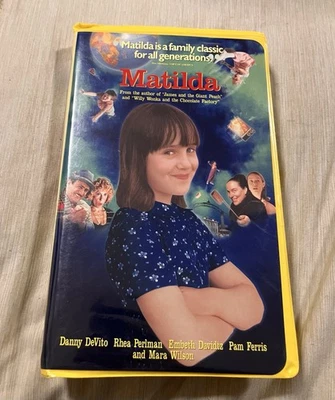 "Matilda is a family classic
for all generations"
Matilda
From the author of "James and the Giant Peach"
and "Willy Wonka and the Chocolate Factory"
Danny DeVito Rhea Perlman Embeth Davidtz Pam Ferris
and Mara Wilson